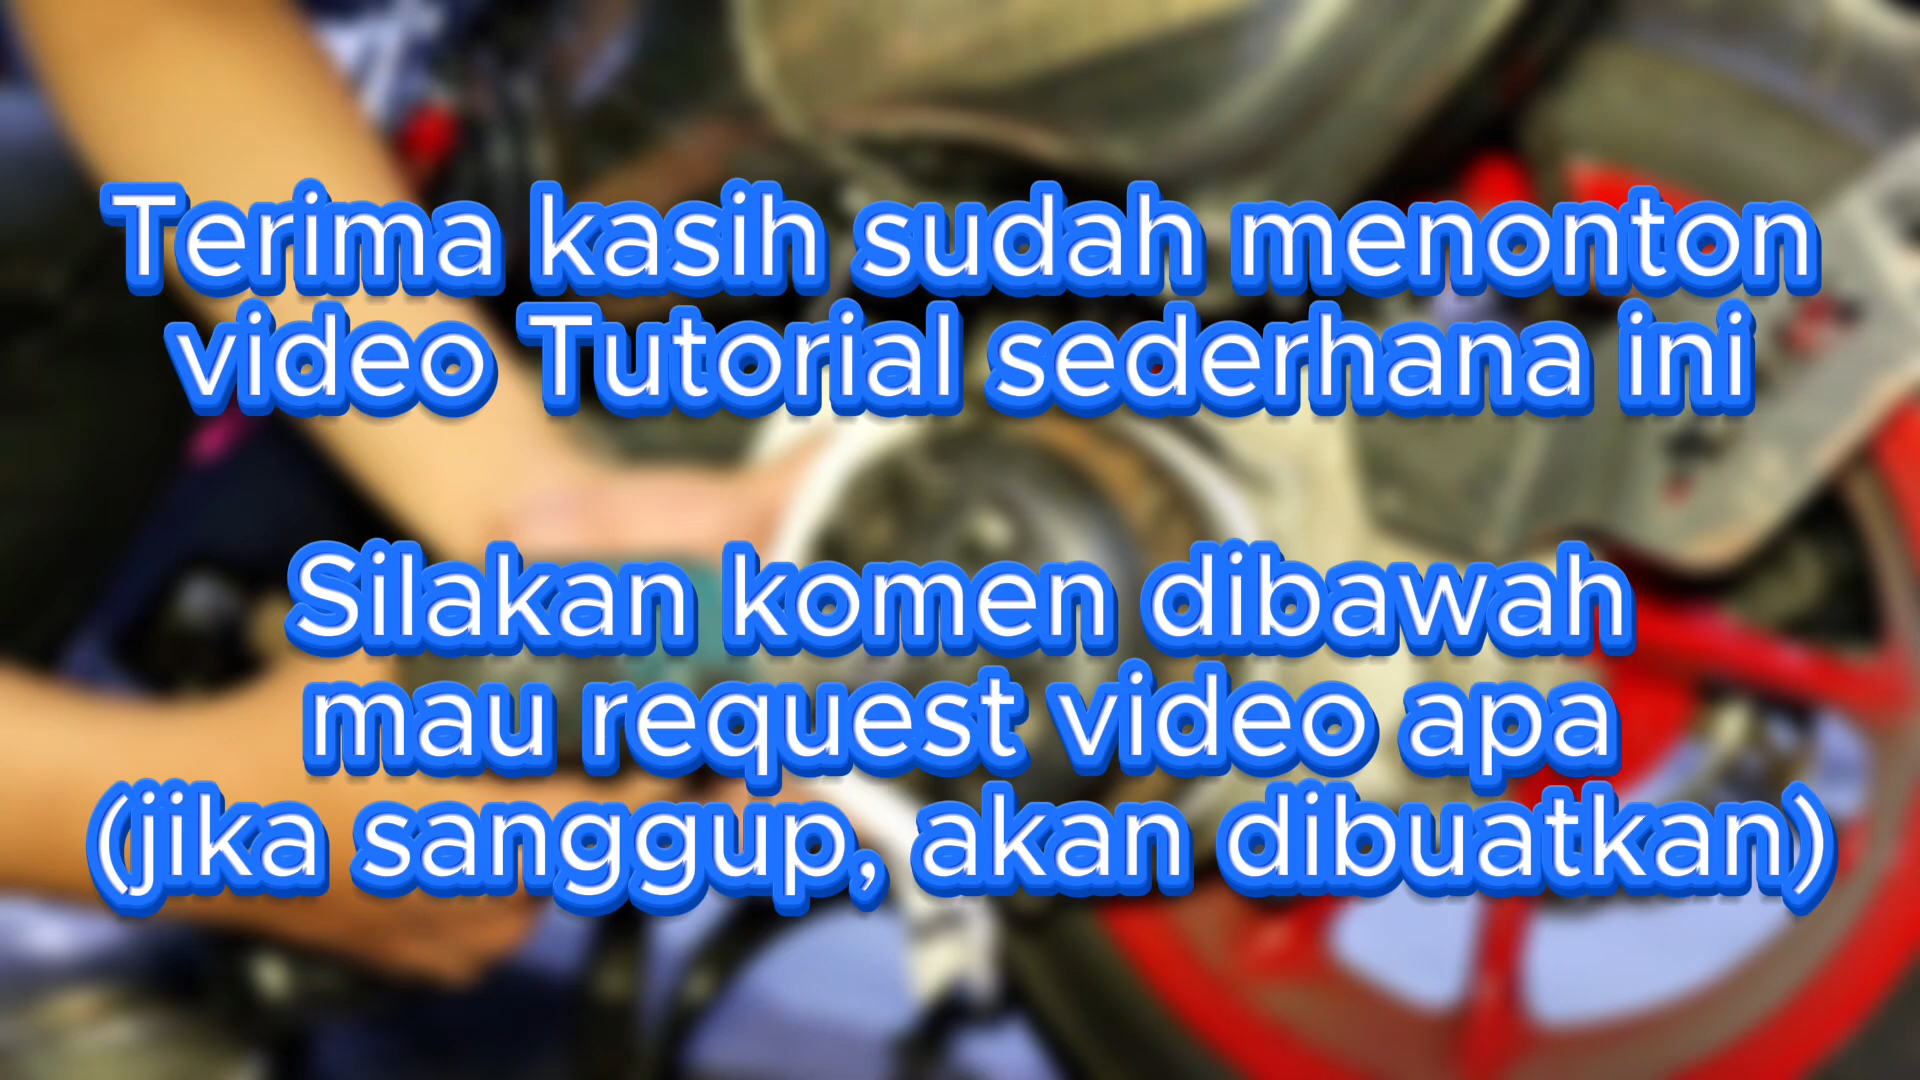 Terima kasih sudah menonton
video Tutorial sederhana ini
Silakan komen dibawah
mau request video apa
(jika sanggup, akan dibuatkan)